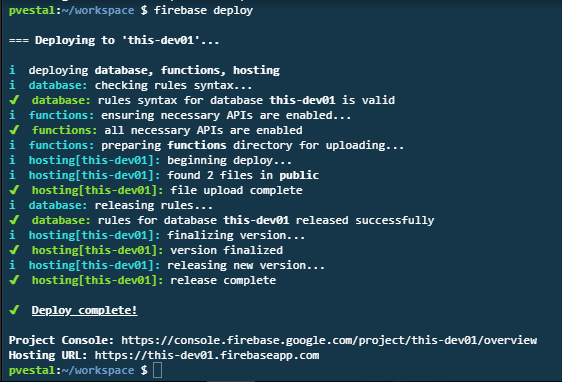 pvestal:~/workspace $ firebase deploy
=== Deploying to 'this-dev01'...
i deploying database, functions, hosting
i database: checking rules syntax...
✔ database: rules syntax for database this-dev01 is valid
i functions: ensuring necessary APIs are enabled...
✔ functions: all necessary APIs are enabled
i functions: preparing functions directory for uploading...
i hosting[this-dev01]: beginning deploy...
i hosting[this-dev01]: found 2 files in public
✔ hosting[this-dev01]: file upload complete
i database: releasing rules...
✔ database: rules for database this-dev01 released successfully
i hosting[this-dev01]: finalizing version...
✔ hosting[this-dev01]: version finalized
i hosting[this-dev01]: releasing new version...
✔ hosting[this-dev01]: release complete
✔ Deploy complete!
Project Console: https://console.firebase.google.com/project/this-dev01/overview
Hosting URL: https://this-dev01.firebaseapp.com
pvestal:~/workspace $